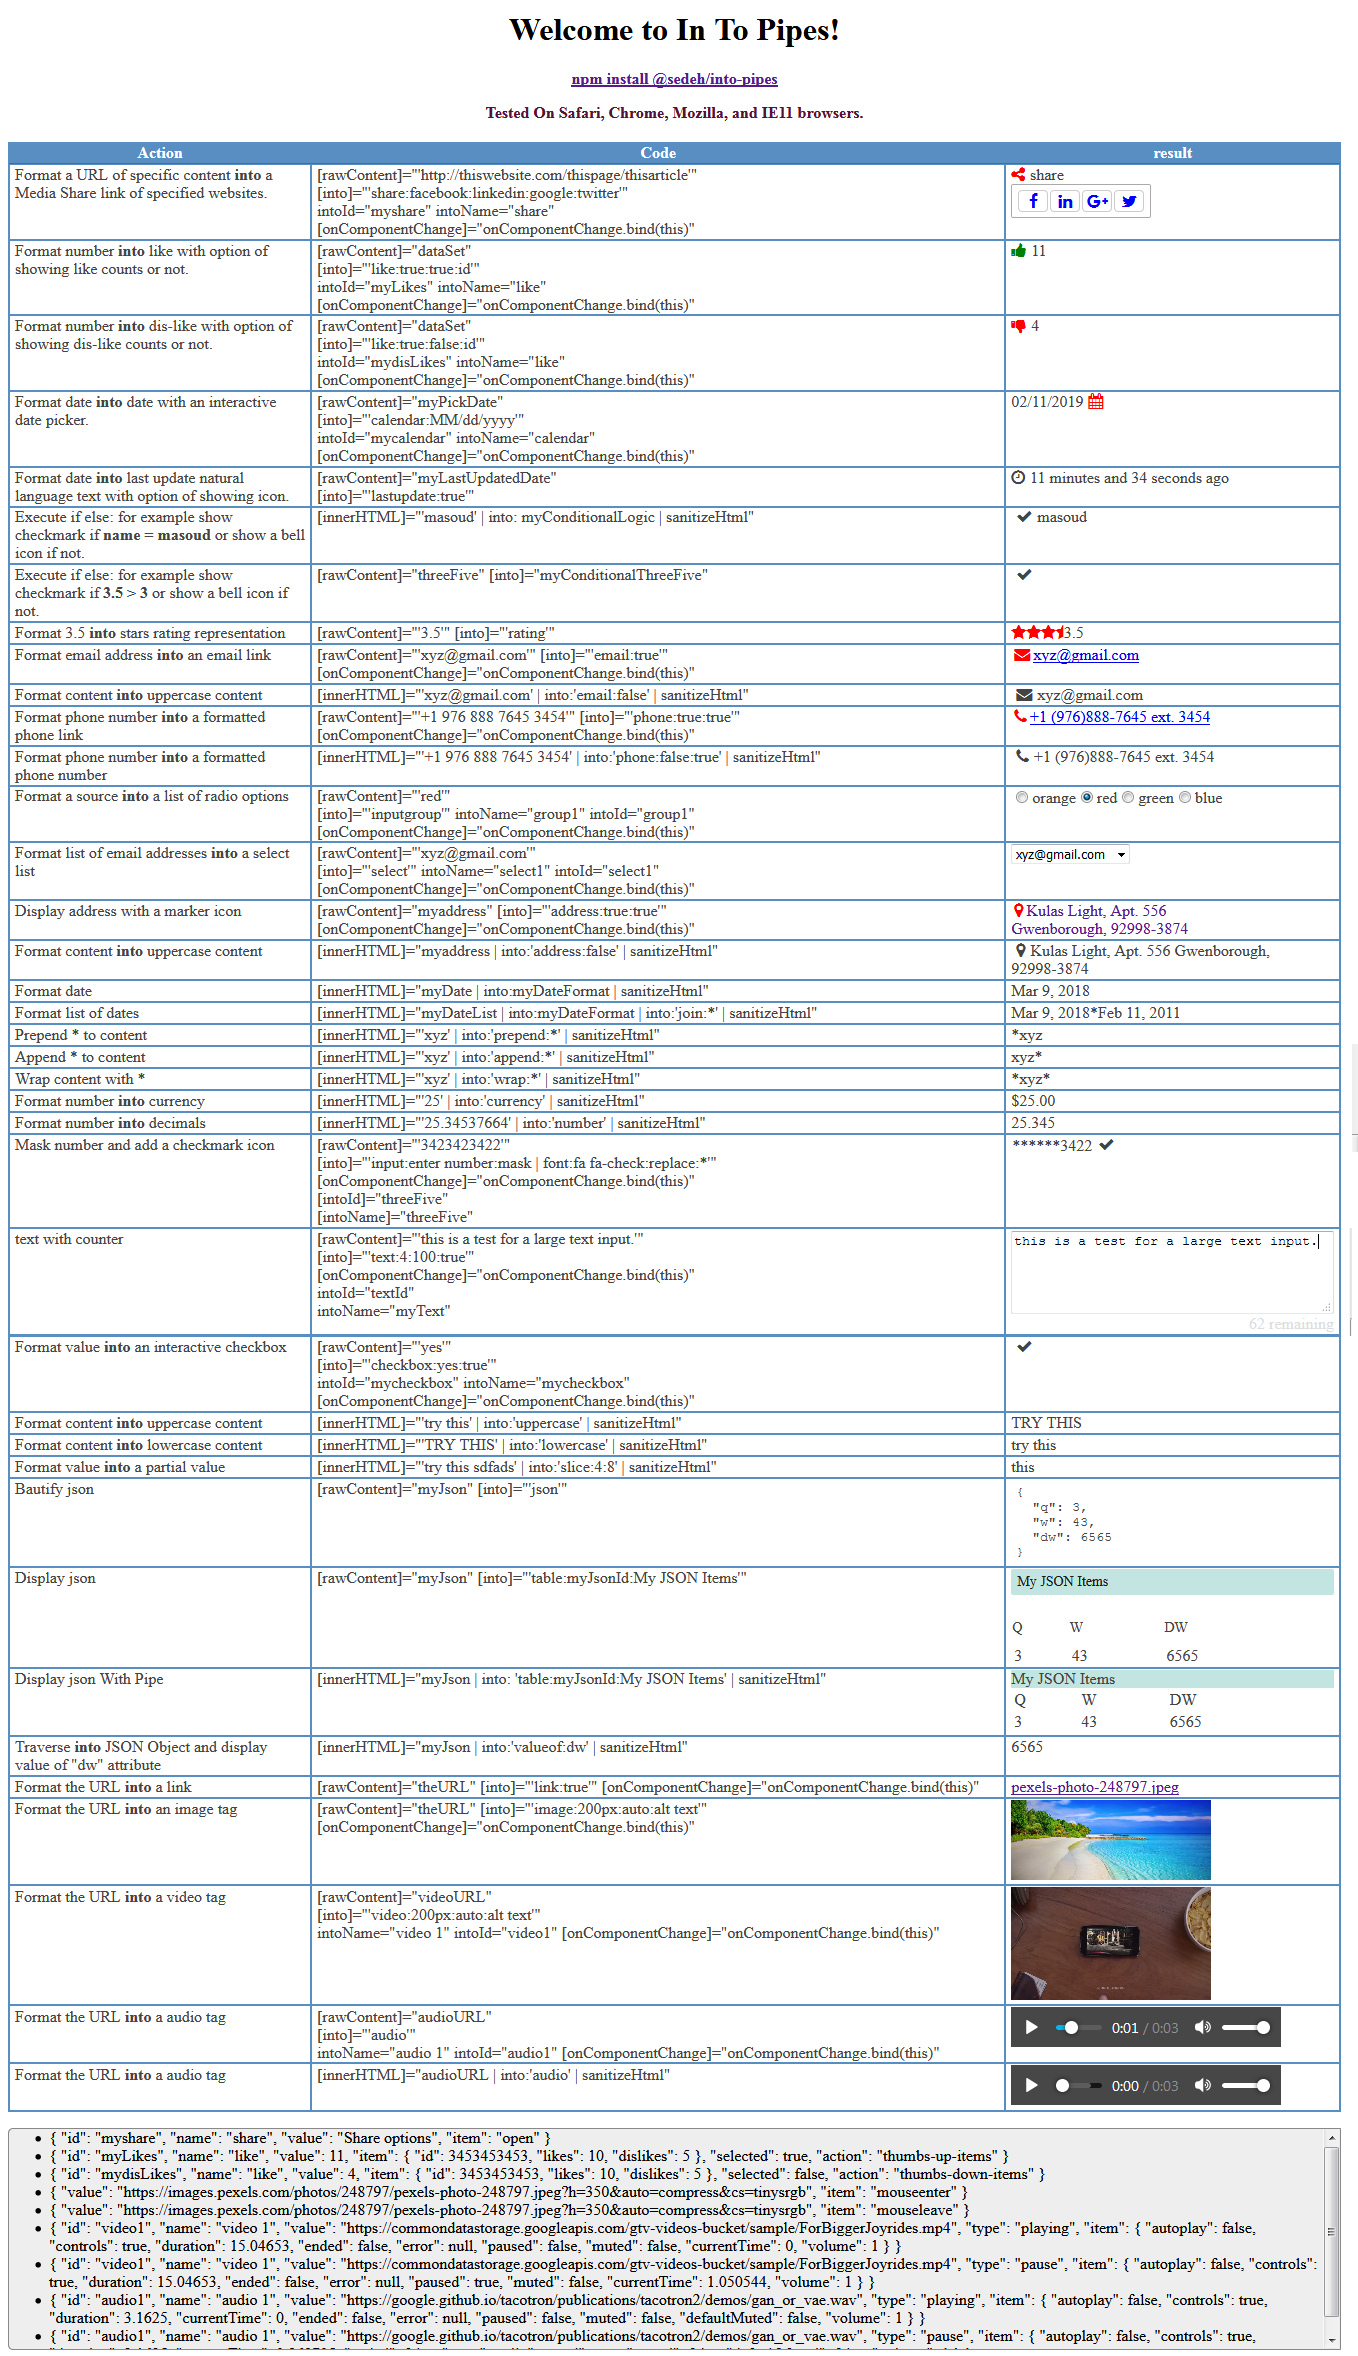 Welcome to In To Pipes!
npm install @sedeh/into-pipes
Tested On Safari, Chrome, Mozilla, and IE11 browsers.
Action Code result
Format a URL of specific content into a
Media Share link of specified websites.
[rawContent]="'http://thiswebsite.com/thispage/thisarticle'"
[into]="'share:facebook:linkedin:google:twitter'"
intoId="myshare" intoName="share"
[onComponentChange]="onComponentChange.bind(this)"
share
Format number into like with option of
showing like counts or not.
[rawContent]="dataSet"
[into]="'like:true:true:id'"
intoId="myLikes" intoName="like"
[onComponentChange]="onComponentChange.bind(this)"
11
Format number into dis-like with option of
showing dis-like counts or not.
[rawContent]="dataSet"
[into]="'like:true:false:id'"
intoId="mydisLikes" intoName="like"
[onComponentChange]="onComponentChange.bind(this)"
4
Format date into date with an interactive
date picker.
[rawContent]="myPickDate"
[into]="'calendar:MM/dd/yyyy'"
intoId="mycalendar" intoName="calendar"
[onComponentChange]="onComponentChange.bind(this)"
02/11/2019
Format date into last update natural
language text with option of showing icon.
[rawContent]="myLastUpdatedDate"
[into]="'lastupdate:true'"
11 minutes and 34 seconds ago
Execute if else: for example show
checkmark if name = masoud or show a bell
icon if not.
[innerHTML]="'masoud' | into: myConditionalLogic | sanitizeHtml"
masoud
Execute if else: for example show
checkmark if 3.5 > 3 or show a bell icon if
not.
[rawContent]="threeFive" [into]="myConditionalThreeFive"
Format 3.5 into stars rating representation
[rawContent]="'3.5'" [into]="'rating'"
3.5
Format email address into an email link
[rawContent]="'xyz@gmail.com'" [into]="'email:true'"
[onComponentChange]="onComponentChange.bind(this)"
xyz@gmail.com
Format content into uppercase content
[innerHTML]="'xyz@gmail.com' | into:'email:false' | sanitizeHtml"
xyz@gmail.com
Format phone number into a formatted
phone link
[rawContent]="'+1 976 888 7645 3454'" [into]="'phone:true:true'"
[onComponentChange]="onComponentChange.bind(this)"
+1 (976)888-7645 ext. 3454
Format phone number into a formatted
phone number
[innerHTML]="'+1 976 888 7645 3454' | into:'phone:false:true' | sanitizeHtml"
+1 (976)888-7645 ext. 3454
Format a source into a list of radio options
[rawContent]="'red'"
[into]="'inputgroup'" intoName="group1" intoId="group1"
[onComponentChange]="onComponentChange.bind(this)"
orange red green blue
Format list of email addresses into a select
list
[rawContent]="'xyz@gmail.com'"
[into]="'select'" intoName="select1" intoId="select1"
[onComponentChange]="onComponentChange.bind(this)"
xyz@gmail.com
Display address with a marker icon
[rawContent]="myaddress" [into]="'address:true:true'"
[onComponentChange]="onComponentChange.bind(this)"
Kulas Light, Apt. 556
Gwenborough, 92998-3874
Format content into uppercase content
[innerHTML]="myaddress | into:'address:false' | sanitizeHtml"
Kulas Light, Apt. 556 Gwenborough,
92998-3874
Format date
[innerHTML]="myDate | into:myDateFormat | sanitizeHtml"
Mar 9, 2018
Format list of dates
[innerHTML]="myDateList | into:myDateFormat | into:'join:*' | sanitizeHtml"
Mar 9, 2018*Feb 11, 2011
Prepend * to content
[innerHTML]="'xyz' | into:'prepend:*' | sanitizeHtml"
*xyz
Append * to content
[innerHTML]="'xyz' | into:'append:*' | sanitizeHtml"
xyz*
Wrap content with *
[innerHTML]="'xyz' | into:'wrap:*' | sanitizeHtml"
*xyz*
Format number into currency
[innerHTML]="'25' | into:'currency' | sanitizeHtml"
$25.00
Format number into decimals
[innerHTML]="'25.34537664' | into:'number' | sanitizeHtml"
25.345
Mask number and add a checkmark icon
[rawContent]="'3423423422'"
[into]="'input:enter number:mask | font:fa fa-check:replace:*'"
[onComponentChange]="onComponentChange.bind(this)"
[intoId]="threeFive"
[intoName]="threeFive"
******3422
text with counter
[rawContent]="'this is a test for a large text input.'"
[into]="'text:4:100:true'"
[onComponentChange]="onComponentChange.bind(this)"
intoId="textId"
intoName="myText"
this is a test for a large text input.
62 remaining
Format value into an interactive checkbox
[rawContent]="'yes'"
[into]="'checkbox:yes:true'"
intoId="mycheckbox" intoName="mycheckbox"
[onComponentChange]="onComponentChange.bind(this)"
Format content into uppercase content
[innerHTML]="'try this' | into:'uppercase' | sanitizeHtml"
TRY THIS
Format content into lowercase content
[innerHTML]="'TRY THIS' | into:'lowercase' | sanitizeHtml"
try this
Format value into a partial value
[innerHTML]="'try this sdfads' | into:'slice:4:8' | sanitizeHtml"
this
Bautify json
[rawContent]="myJson" [into]="'json'"
{
"q": 3,
"w": 43,
"dw": 6565
}
Display json
[rawContent]="myJson" [into]="'table:myJsonId:My JSON Items'"
My JSON Items
Q W DW
3 43 6565
Display json With Pipe
[innerHTML]="myJson | into: 'table:myJsonId:My JSON Items' | sanitizeHtml"
My JSON Items
Q W DW
3 43 6565
Traverse into JSON Object and display
value of "dw" attribute
[innerHTML]="myJson | into:'valueof:dw' | sanitizeHtml"
6565
Format the URL into a link
[rawContent]="theURL" [into]="'link:true'" [onComponentChange]="onComponentChange.bind(this)"
pexels-photo-248797.jpeg
Format the URL into an image tag
[rawContent]="theURL" [into]="'image:200px:auto:alt text'"
[onComponentChange]="onComponentChange.bind(this)"
Format the URL into a video tag
[rawContent]="videoURL"
[into]="'video:200px:auto:alt text'"
intoName="video 1" intoId="video1" [onComponentChange]="onComponentChange.bind(this)"
Format the URL into a audio tag
[rawContent]="audioURL"
[into]="'audio'"
intoName="audio 1" intoId="audio1" [onComponentChange]="onComponentChange.bind(this)"
0:01 / 0:03
Format the URL into a audio tag
[innerHTML]="audioURL | into:'audio' | sanitizeHtml"
0:00 / 0:03
• { "id": "myshare", "name": "share", "value": "Share options", "item": "open" }
• { "id": "myLikes", "name": "like", "value": 11, "item": { "id": 3453453453, "likes": 10, "dislikes": 5 }, "selected": true, "action": "thumbs-up-items" }
• { "id": "mydisLikes", "name": "like", "value": 4, "item": { "id": 3453453453, "likes": 10, "dislikes": 5 }, "selected": false, "action": "thumbs-down-items" }
• { "value": "https://images.pexels.com/photos/248797/pexels-photo-248797.jpeg?h=350&auto=compress&cs=tinysrgb", "item": "mouseenter" }
• { "value": "https://images.pexels.com/photos/248797/pexels-photo-248797.jpeg?h=350&auto=compress&cs=tinysrgb", "item": "mouseleave" }
• { "id": "video1", "name": "video 1", "value": "https://commondatastorage.googleapis.com/gtv-videos-bucket/sample/ForBiggerJoyrides.mp4", "type": "playing", "item": { "autoplay": false,
"controls": true, "duration": 15.04653, "ended": false, "error": null, "paused": false, "muted": false, "currentTime": 0, "volume": 1 } }
• { "id": "video1", "name": "video 1", "value": "https://commondatastorage.googleapis.com/gtv-videos-bucket/sample/ForBiggerJoyrides.mp4", "type": "pause", "item": { "autoplay": false, "controls":
true, "duration": 15.04653, "ended": false, "error": null, "paused": true, "muted": false, "currentTime": 1.050544, "volume": 1 } }
• { "id": "audio1", "name": "audio 1", "value": "https://google.github.io/tacotron/publications/tacotron2/demos/gan_or_vae.wav", "type": "playing", "item": { "autoplay": false, "controls": true,
"duration": 3.1625, "currentTime": 0, "ended": false, "error": null, "paused": false, "muted": false, "defaultMuted": false, "volume": 1 } }
• { "id": "audio1", "name": "audio 1", "value": "https://google.github.io/tacotron/publications/tacotron2/demos/gan_or_vae.wav", "type": "pause", "item": { "autoplay": false, "controls": true,